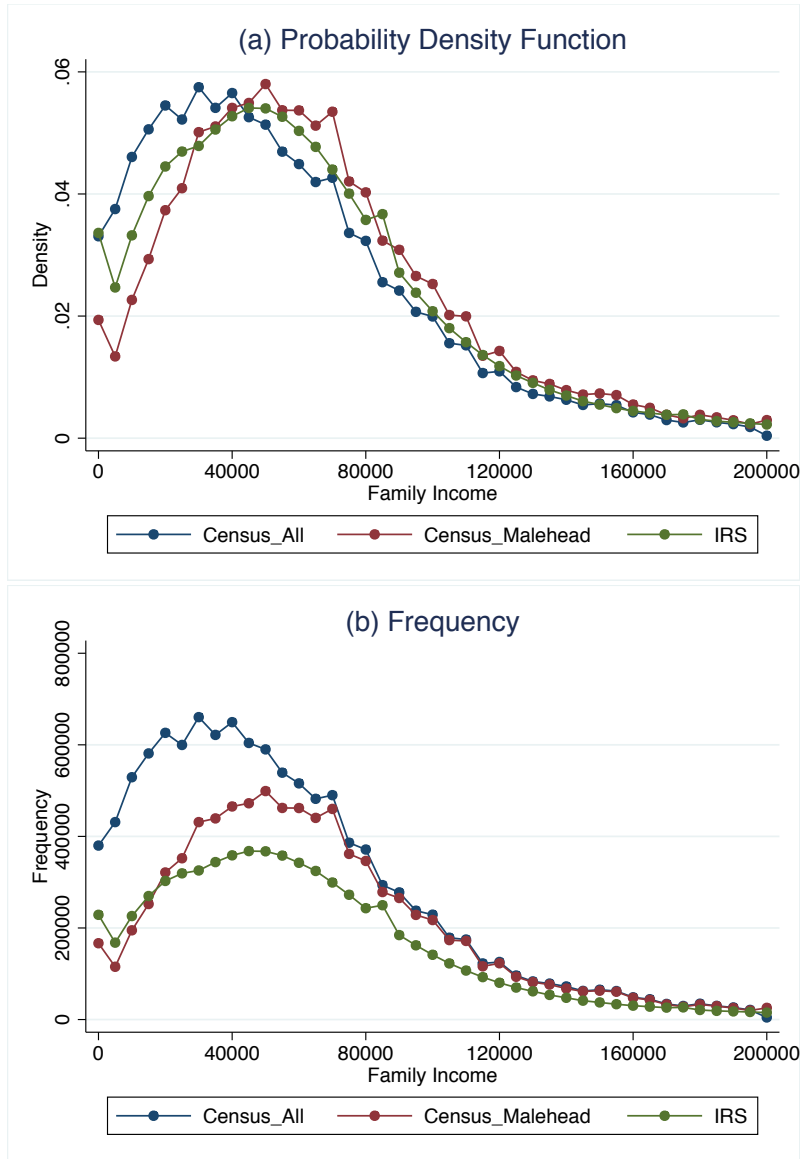 (a) Probability Density Function
.06
.04
.02
0
Density
0 40000 80000 120000 160000 200000
Family Income
Census_All Census_Malehead IRS
(b) Frequency
800000
600000
400000
200000
0
Frequency
0 40000 80000 120000 160000 200000
Family Income
Census_All Census_Malehead IRS